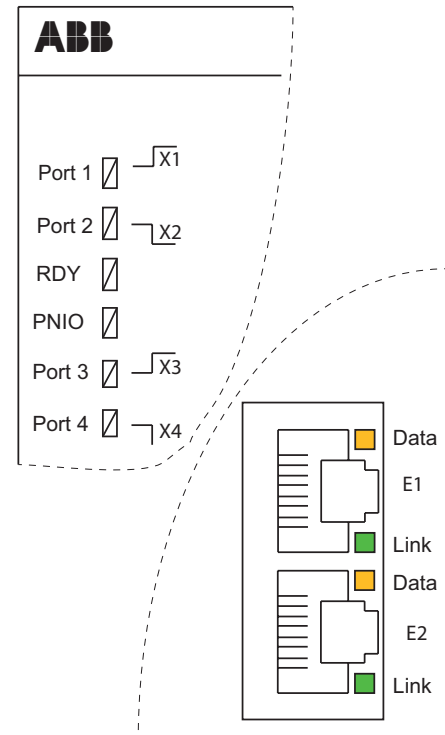 ABB
Port 1 X1
Port 2 X2
RDY
PNIO
Port 3 X3
Port 4 X4
Data
E1
Link
Data
E2
Link